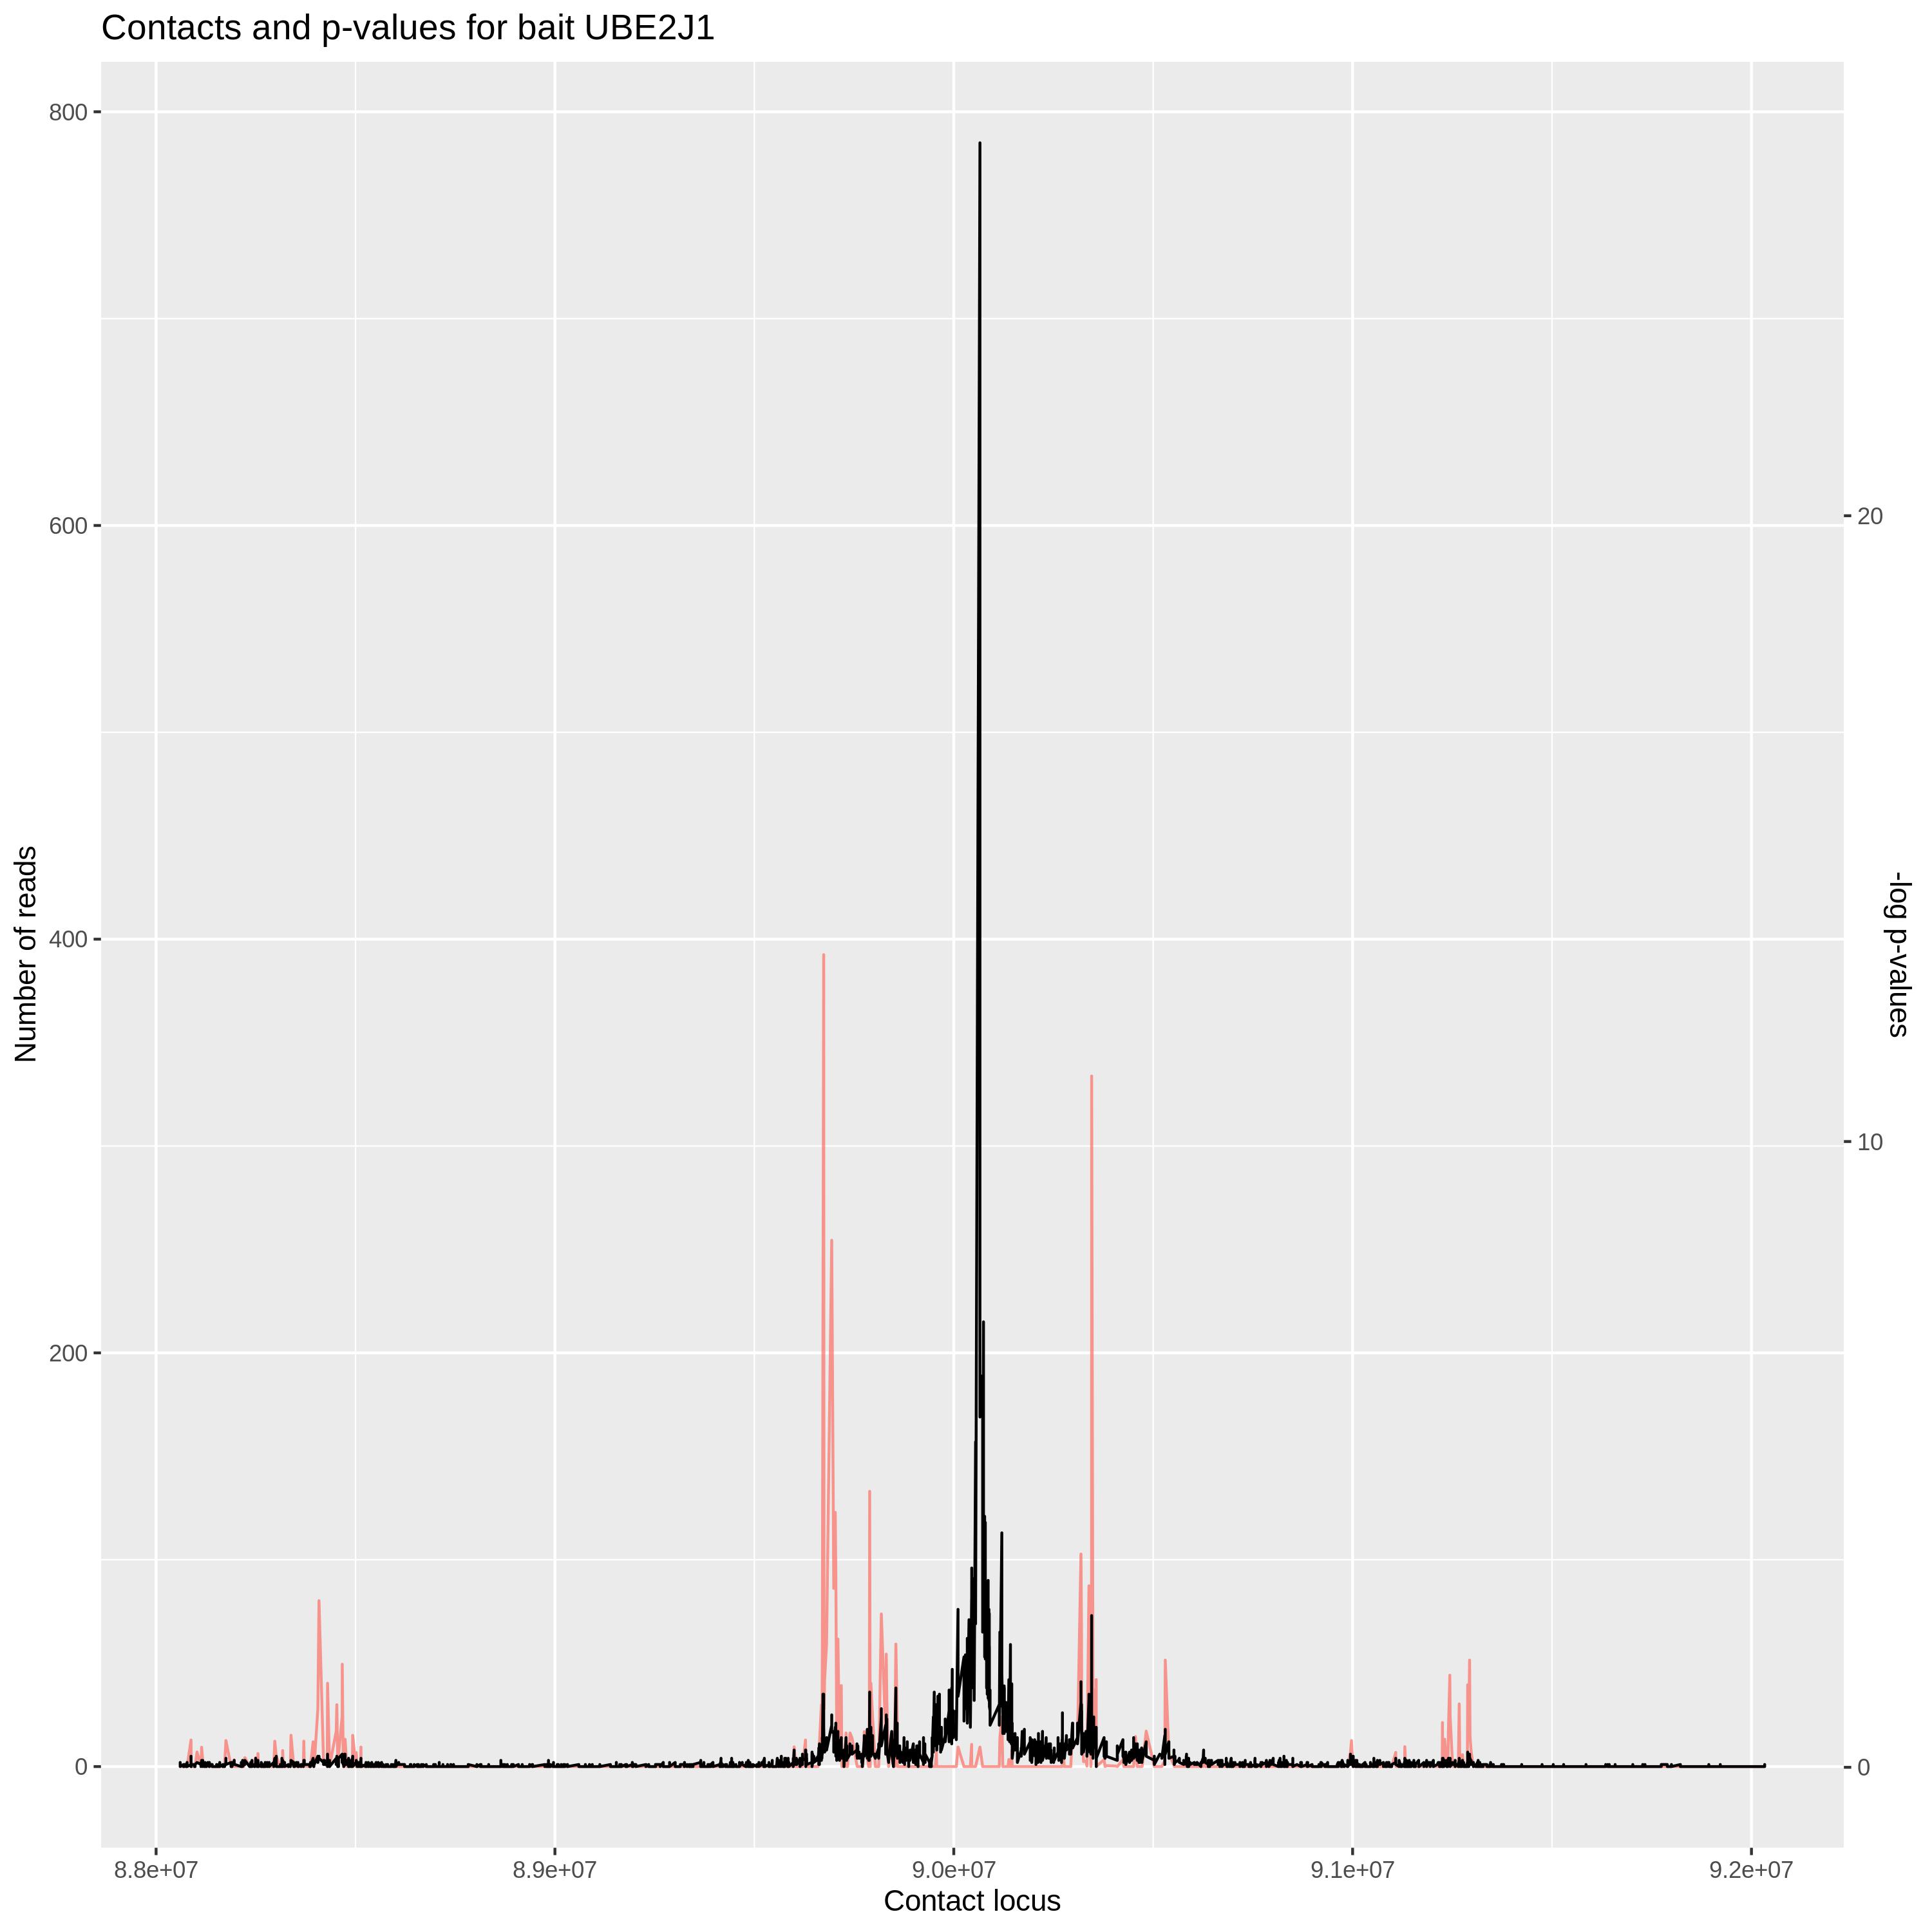 Contacts and p-values for bait UBE2J1
800
600
400
200
0
Number of reads
20
10
0
-log p-values
8.8e+07
8.9e+07
9.0e+07
9.1e+07
9.2e+07
Contact locus